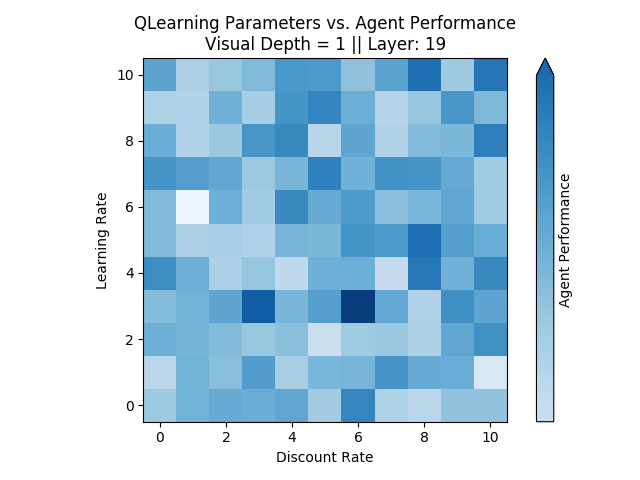 QLearning Parameters vs. Agent Performance
Visual Depth = 1 || Layer: 19
10
8
6
4
2
0
Learning Rate
0 2 4 6 8 10
Discount Rate
Agent Performance